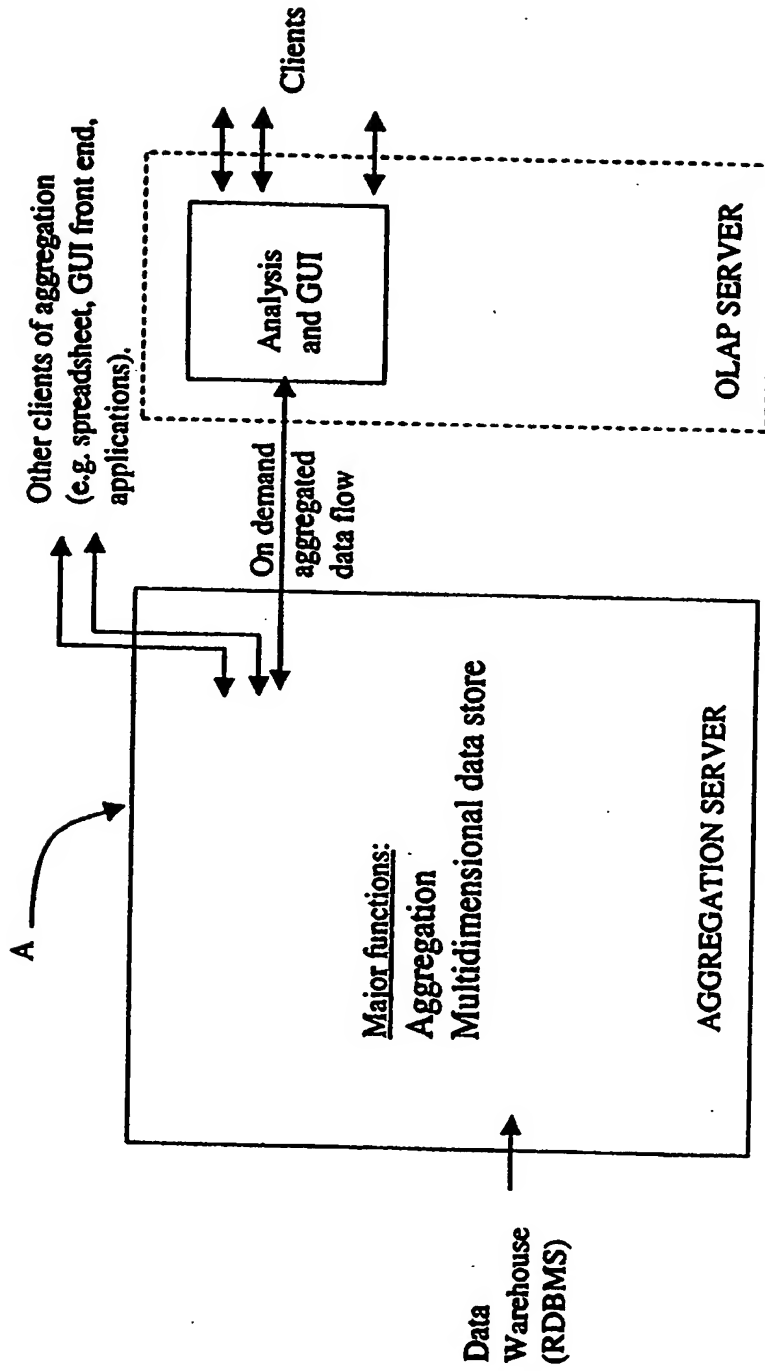 A
Other clients of aggregation
(e.g. spreadsheet, GUI front end,
applications).
Data
Warehouse
(RDBMS)
Major functions:
Aggregation
Multidimensional data store
AGGREGATION SERVER
On demand
aggregated
data flow
Analysis
and GUI
OLAP SERVER
Clients